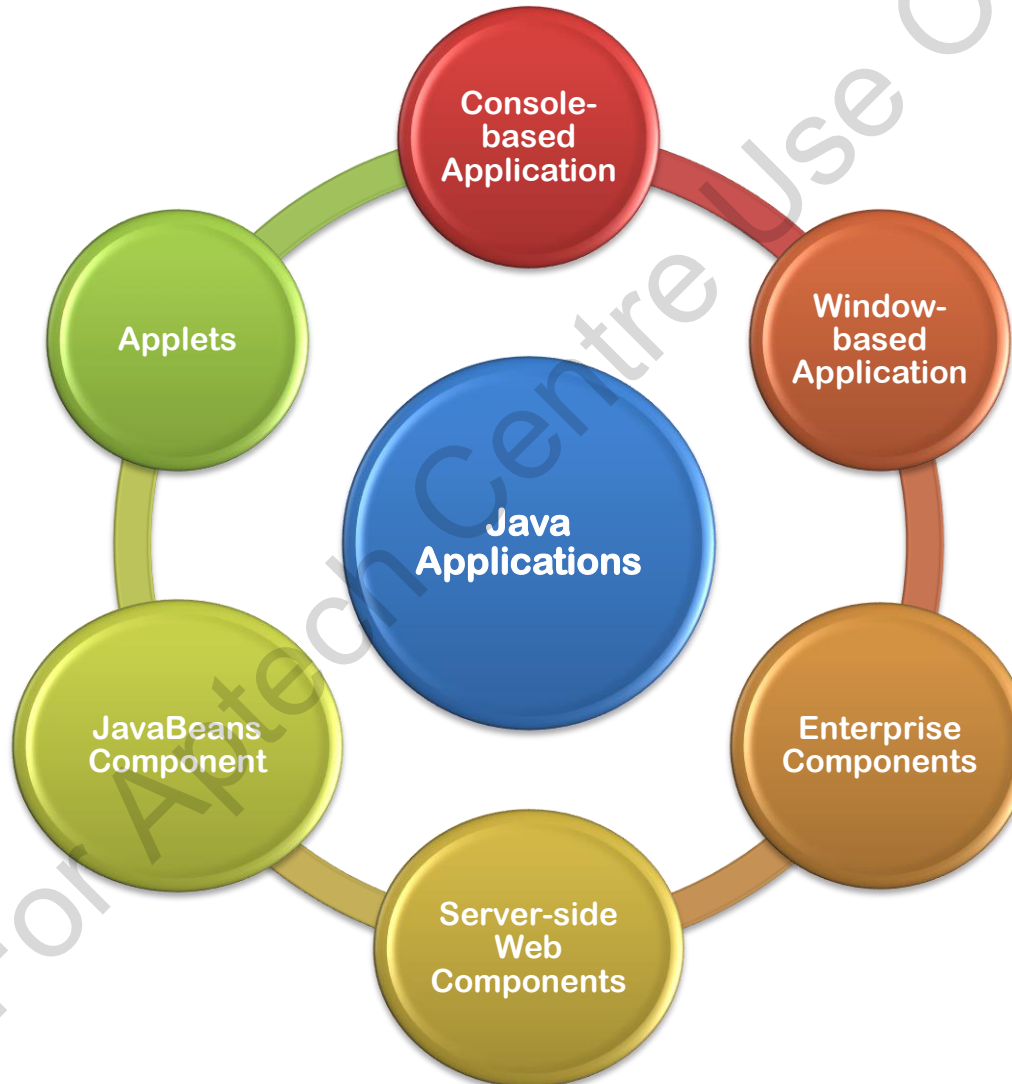 Console-
based
Application
Window-
based
Application
Enterprise
Components
Server-side
Web
Components
JavaBeans
Component
Applets
Java
Applications
For Aptech Centre Use O